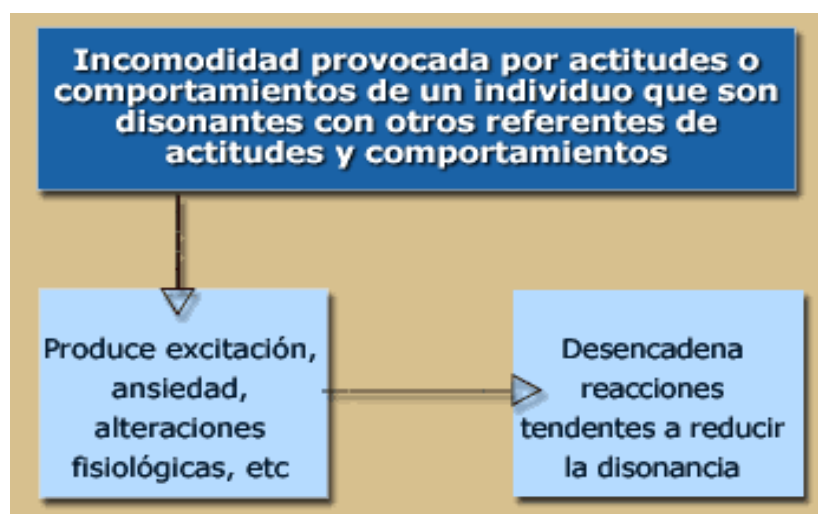 Incomodidad provocada por actitudes o
comportamientos de un individuo que son
disonantes con otros referentes de
actitudes y comportamientos
Produce excitación,
ansiedad,
alteraciones
fisiológicas, etc
Desencadena
reacciones
tendentes a reducir
la disonancia